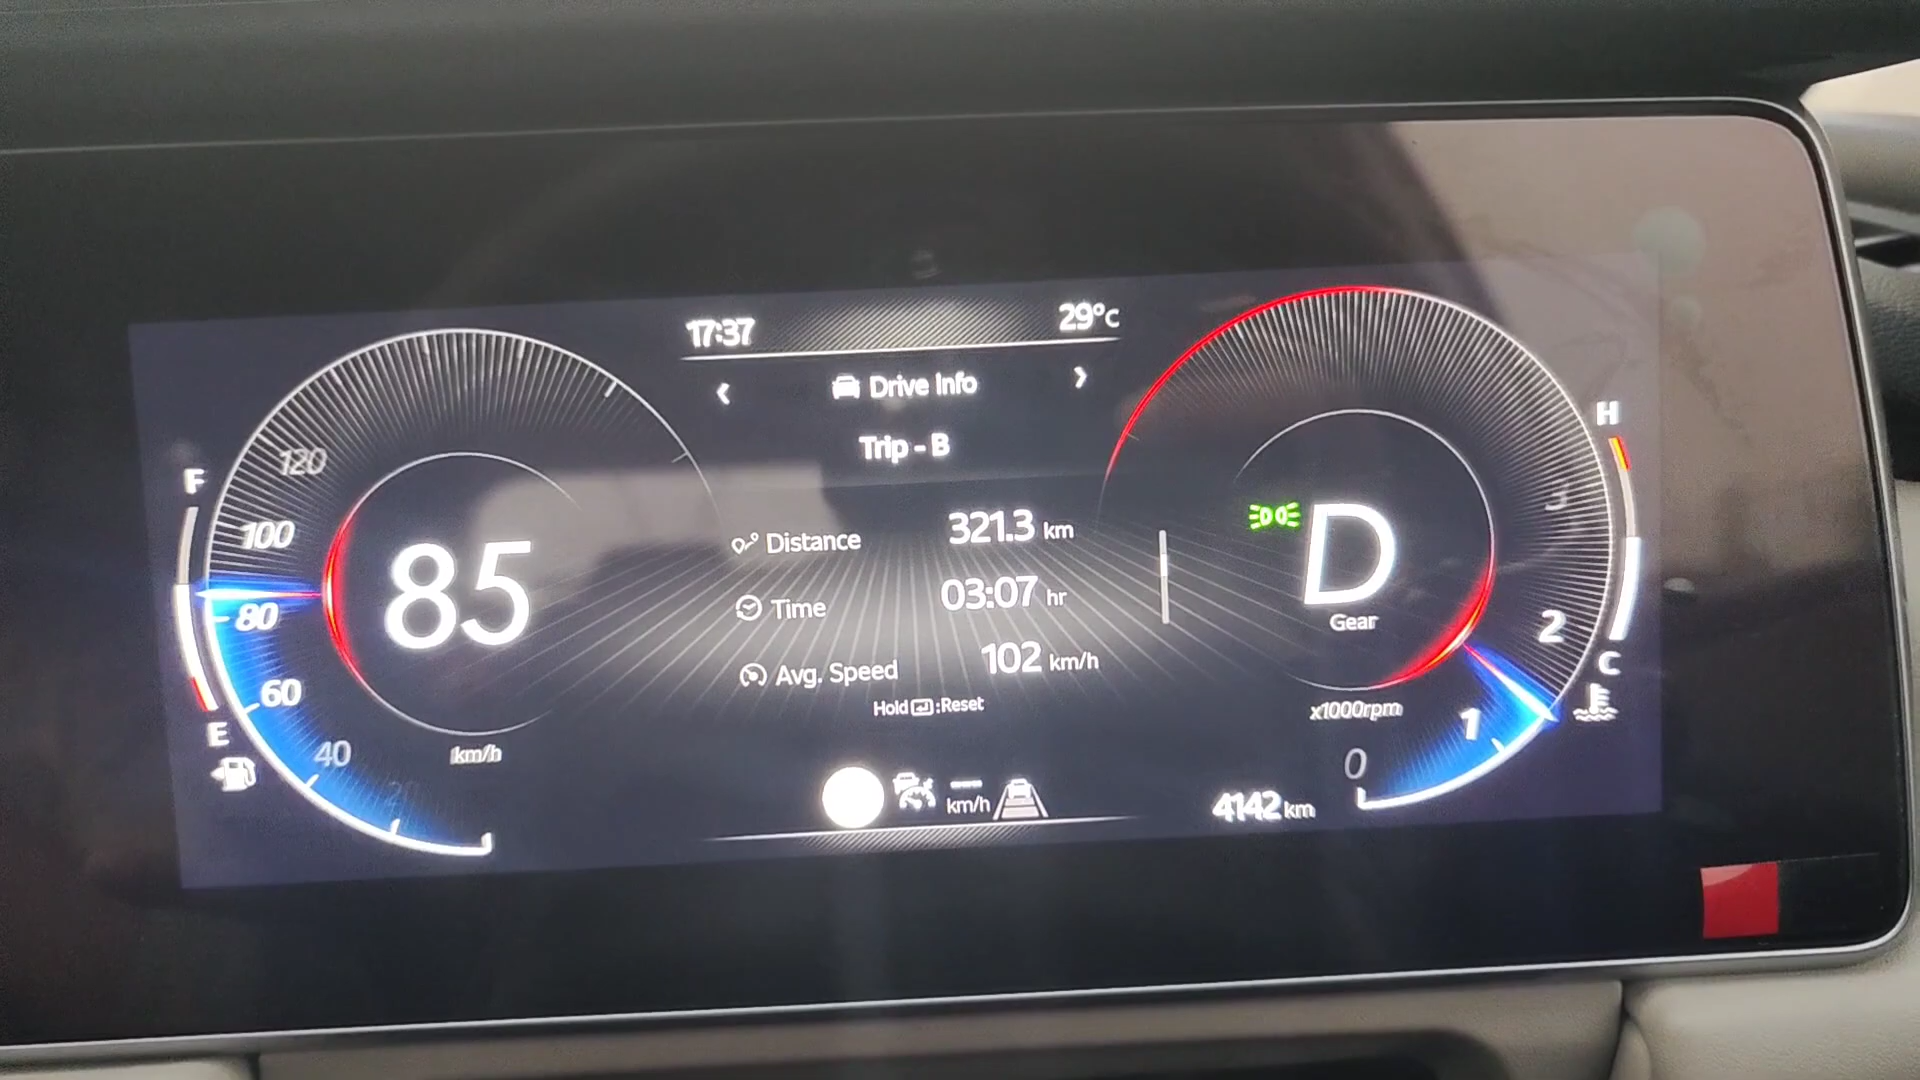 17:37
29°C
Drive Info
Trip - B
Distance 321.3 km
Time 03:07 hr
Avg. Speed 102 km/h
Hold :Reset
-- km/h
4142 km
F
120
100
80
60
40
20
E
85
km/h
D
Gear
x1000rpm
H
3
2
C
1
0